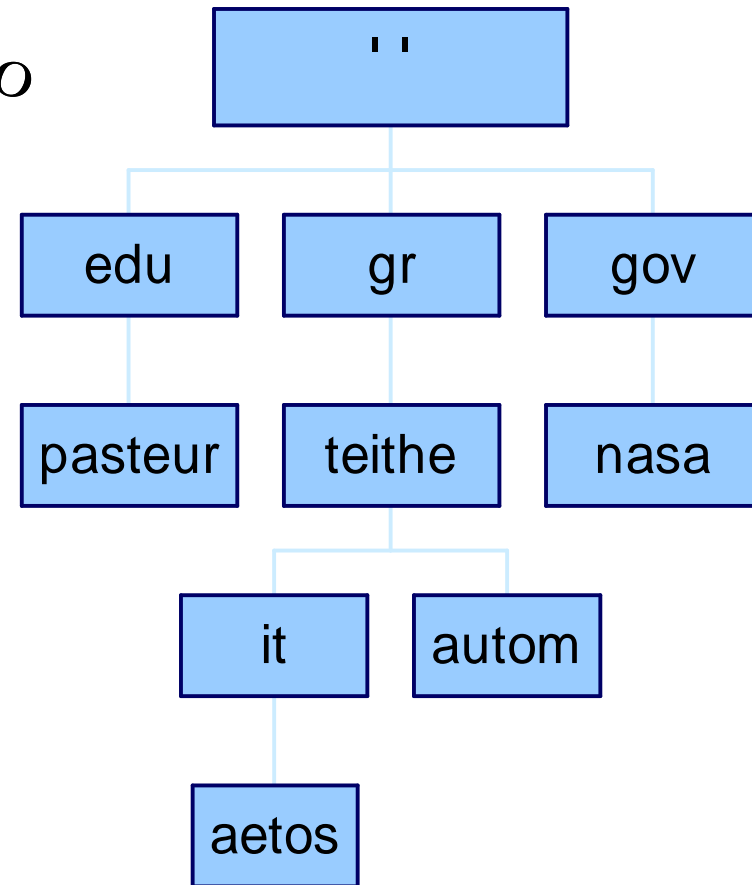 ''
edu gr gov
pasteur teithe nasa
it autom
aetos